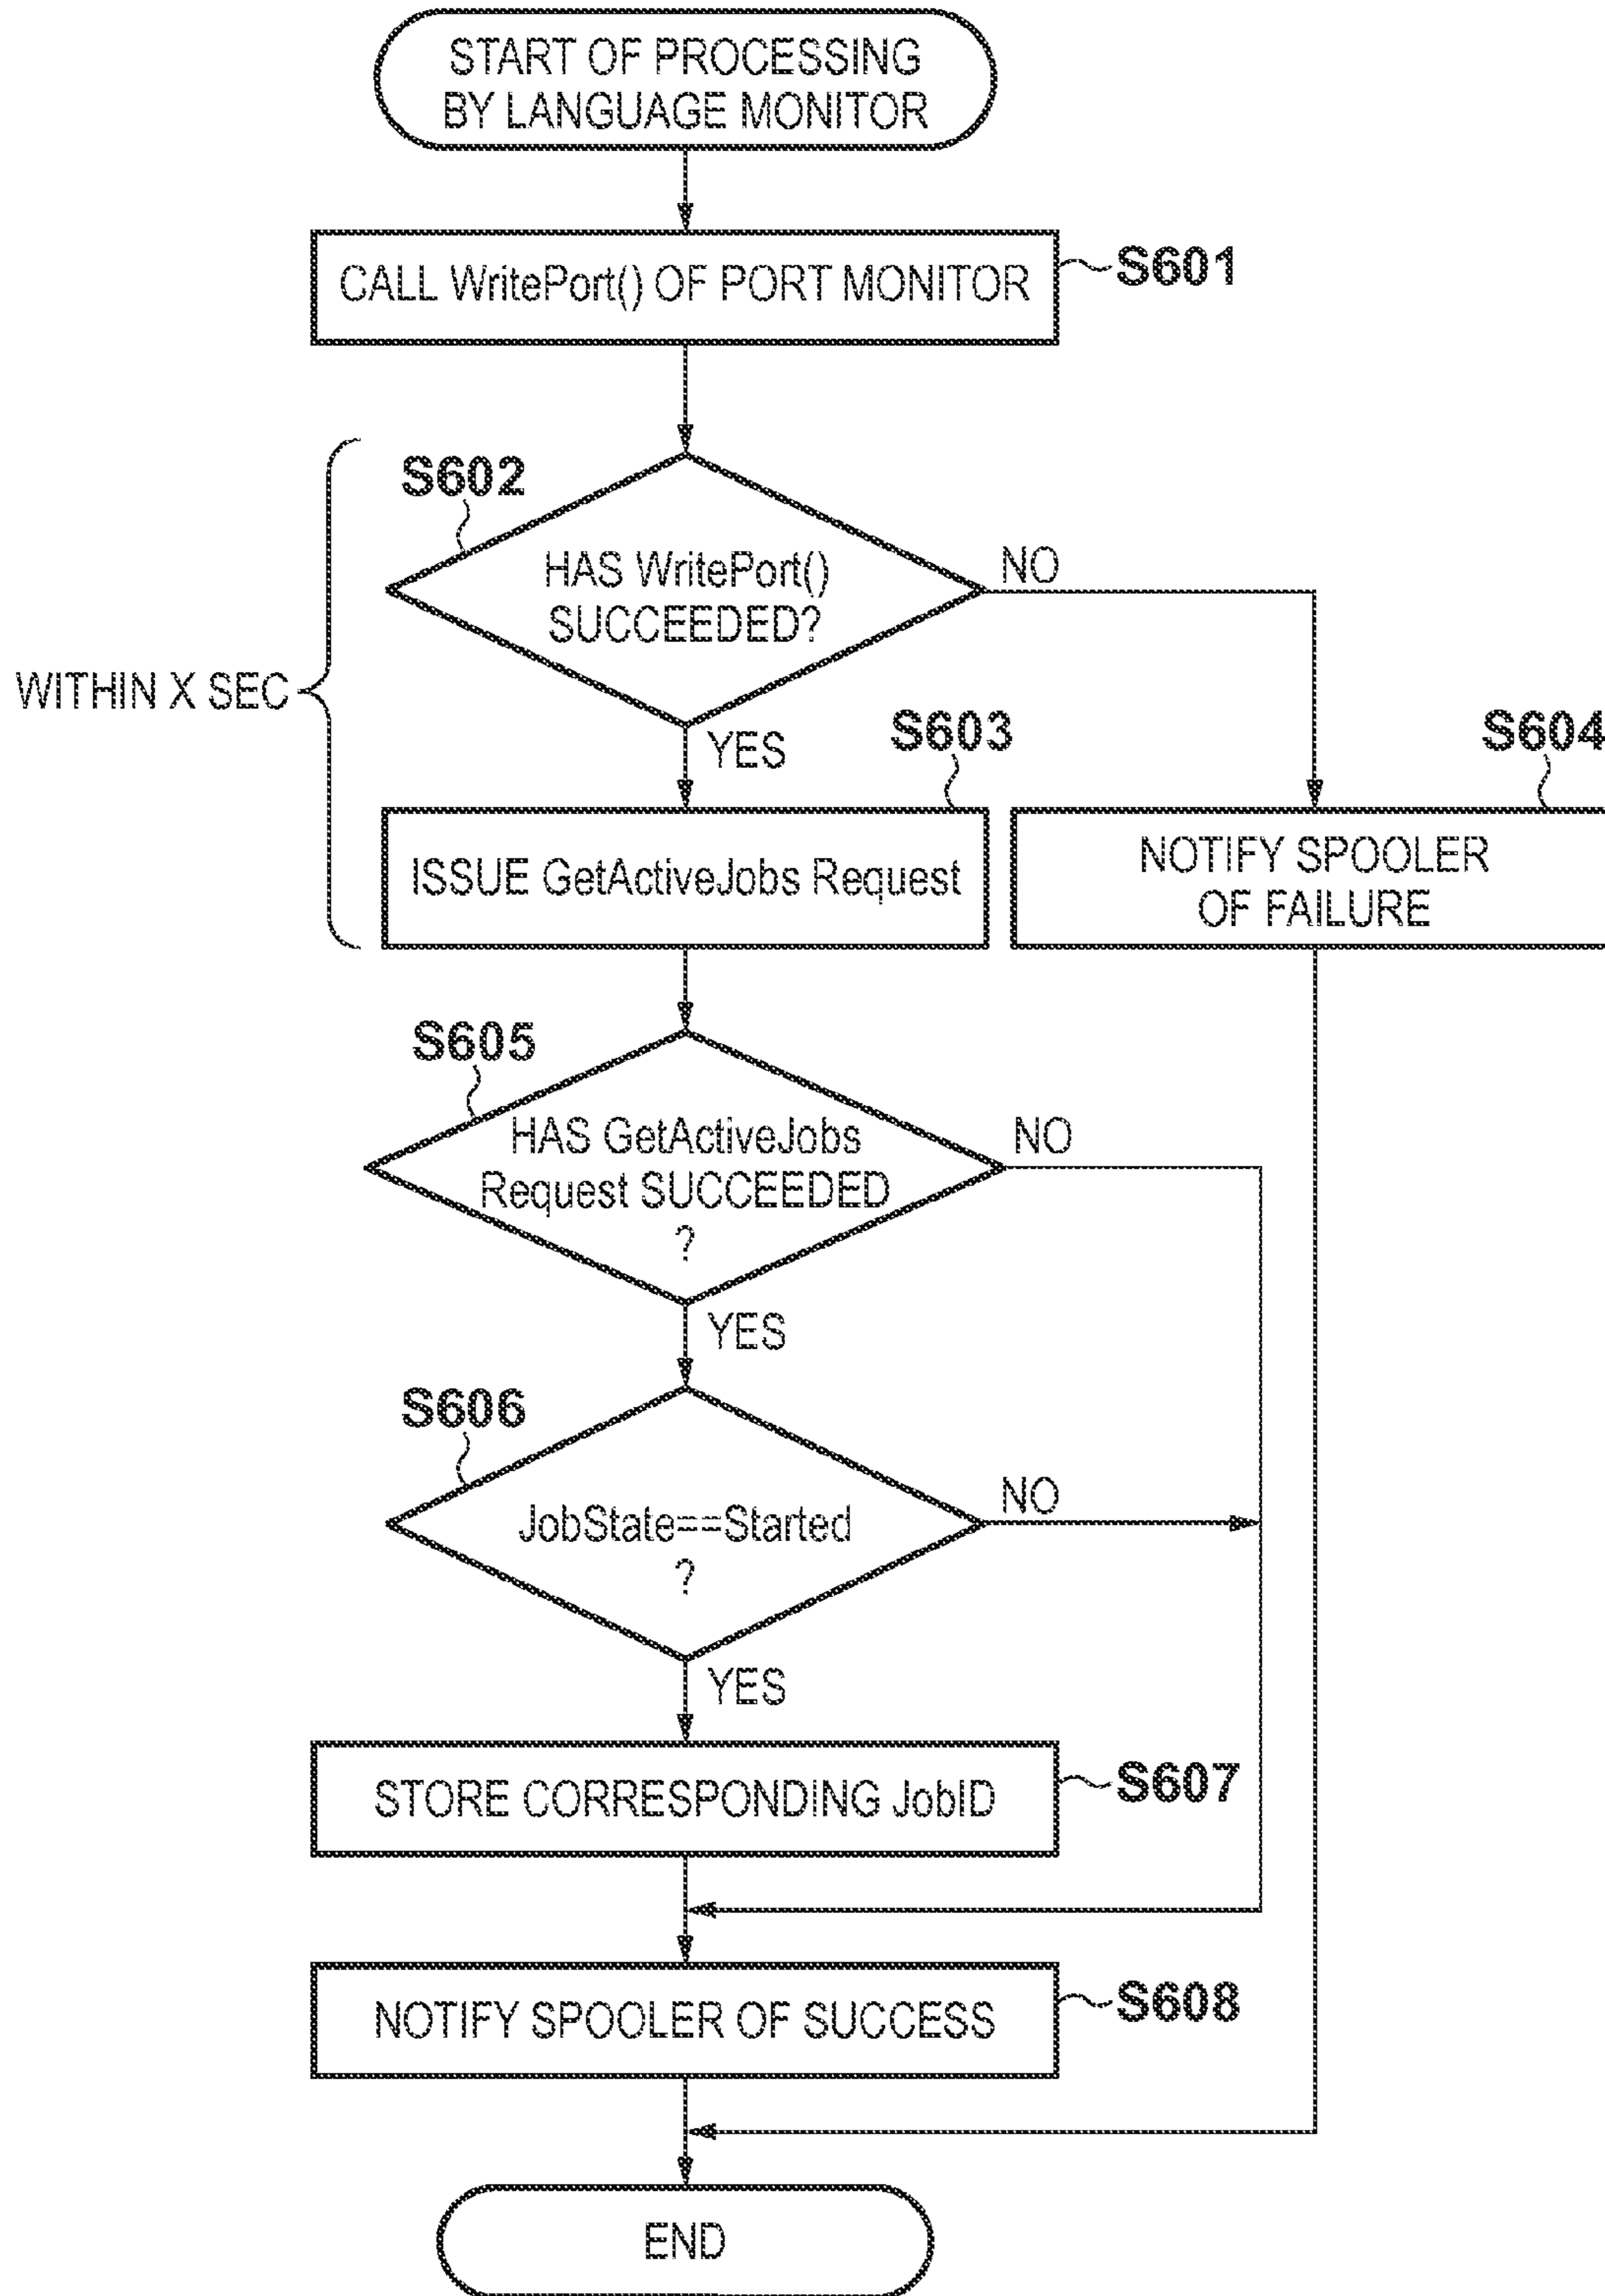 START OF PROCESSING
BY LANGUAGE MONITOR
CALL WritePort() OF PORT MONITOR
S601
S602
HAS WritePort()
SUCCEEDED?
NO
WITHIN X SEC
YES
S603
S604
ISSUE GetActiveJobs Request
NOTIFY SPOOLER
OF FAILURE
S605
HAS GetActiveJobs
Request SUCCEEDED
?
NO
YES
S606
JobState==Started
?
NO
YES
STORE CORRESPONDING JobID
S607
NOTIFY SPOOLER OF SUCCESS
S608
END